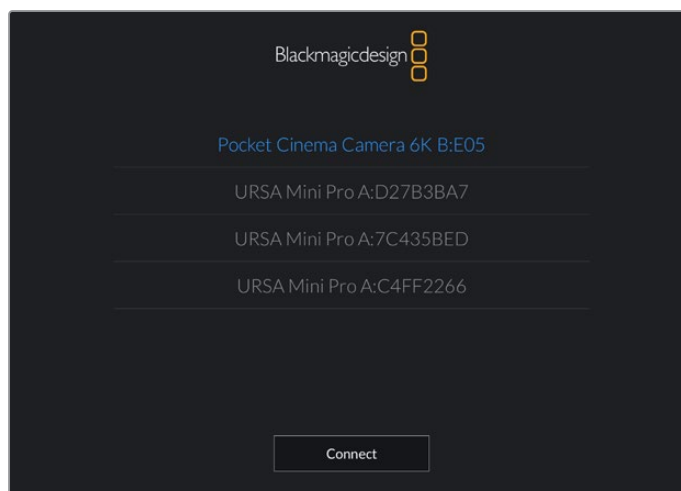 Blackmagicdesign
Pocket Cinema Camera 6K B:E05
URSA Mini Pro A:D27B3BA7
URSA Mini Pro A:7C435BED
URSA Mini Pro A:C4FF2266
Connect